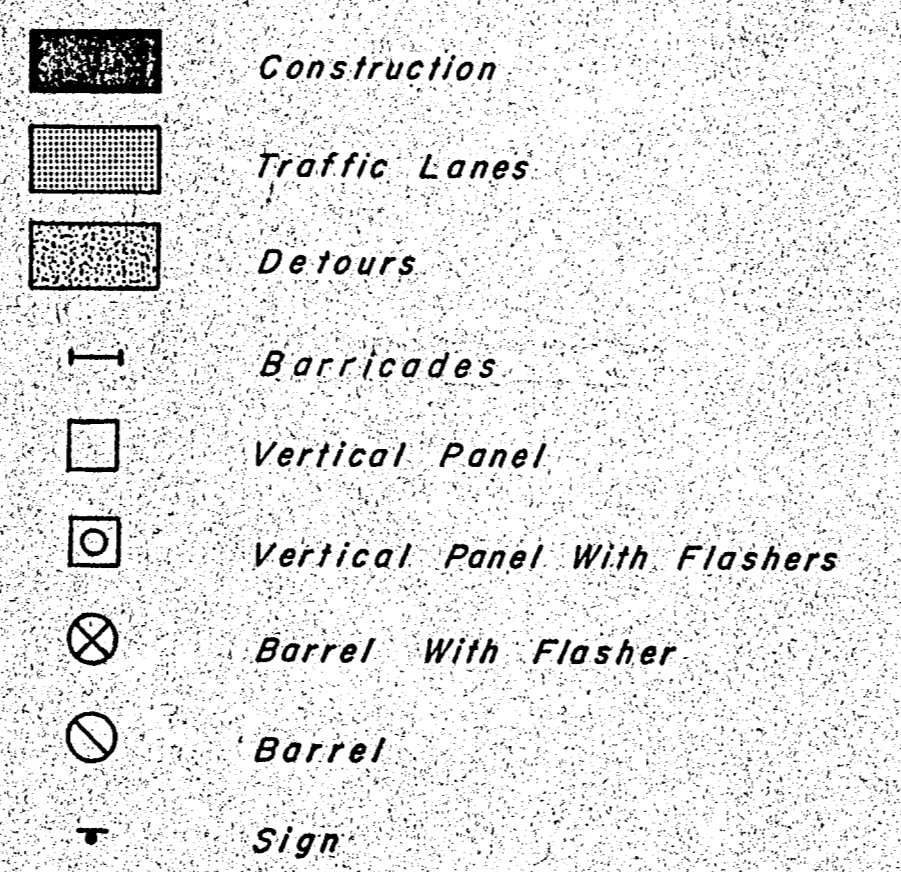 Construction
Traffic Lanes
Detours
Barricades
Vertical Panel
Vertical Panel With Flashers
Barrel With Flasher
Barrel
Sign